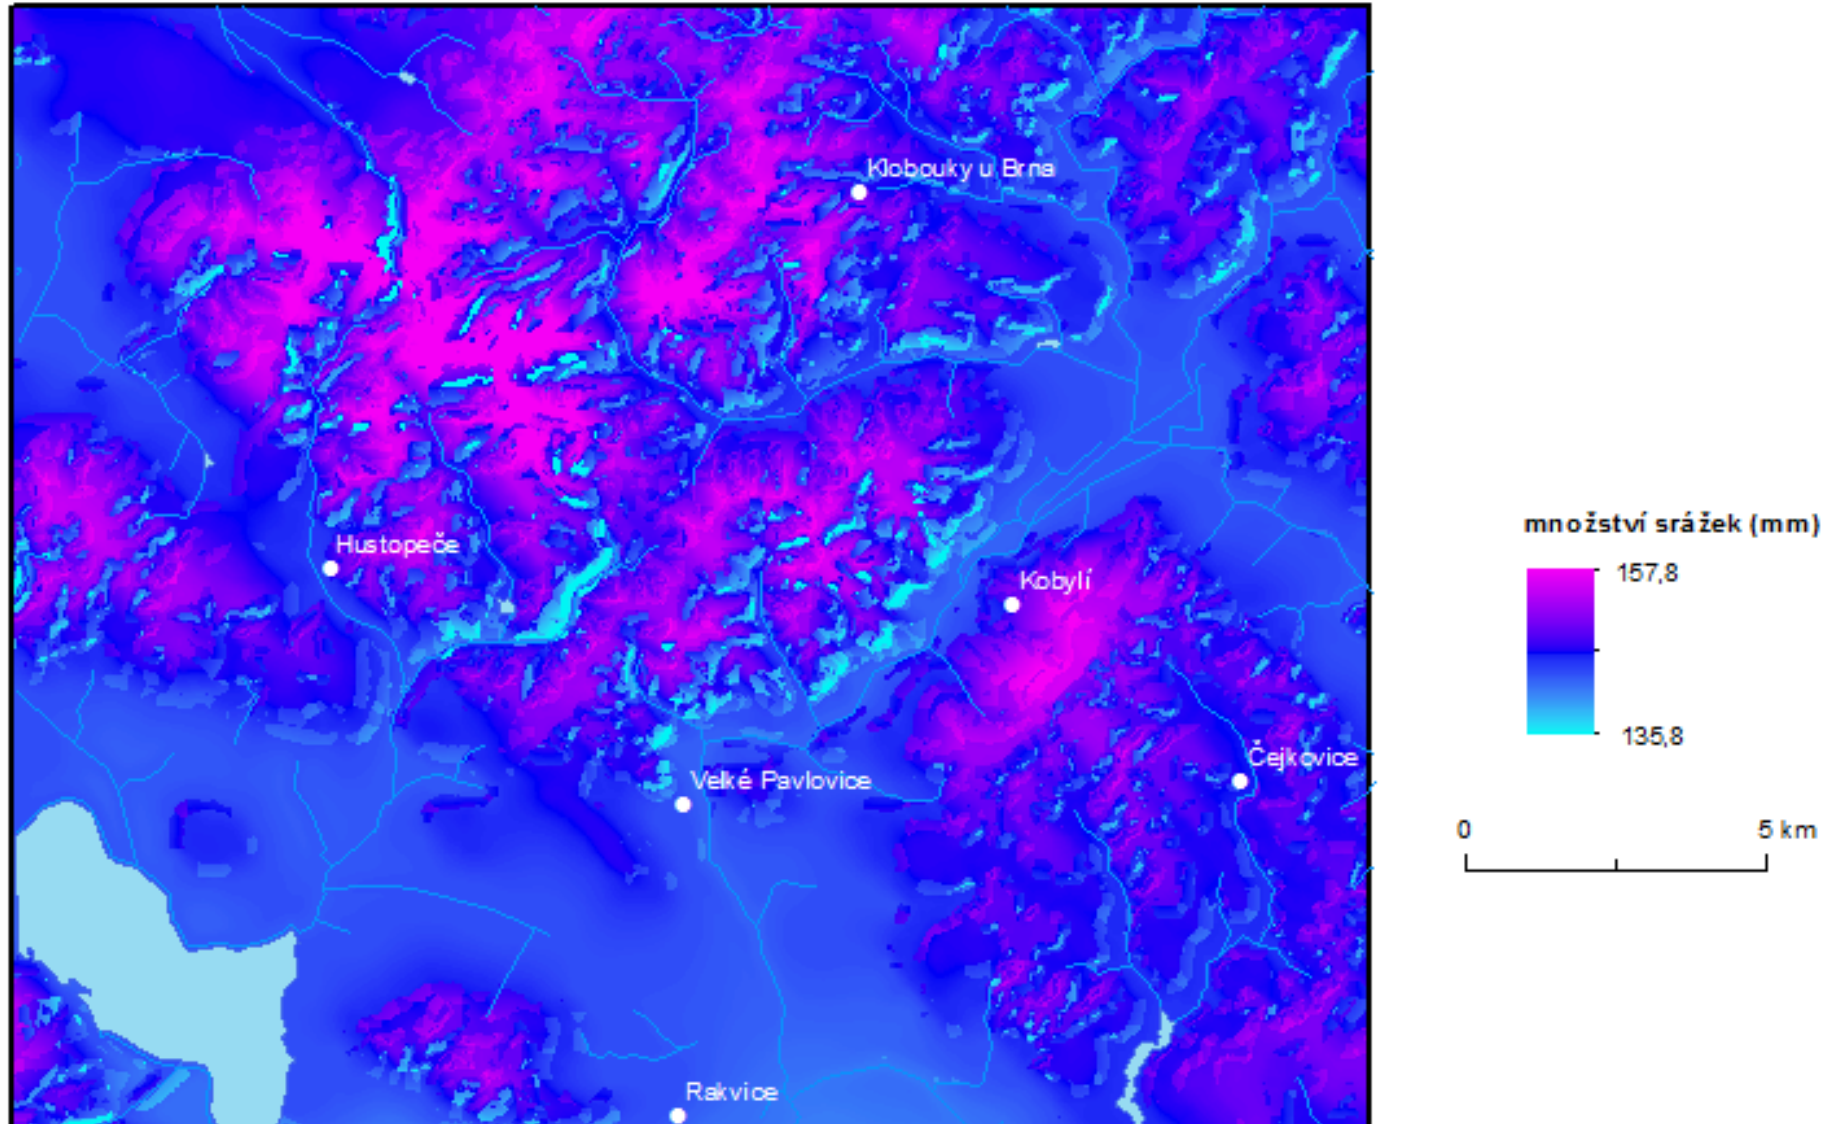 Klobouky u Brna
Hustopeče
Kobylí
Čejkovice
Velké Pavlovice
Rakvice
množství srážek (mm)
157,8
135,8
0
5 km